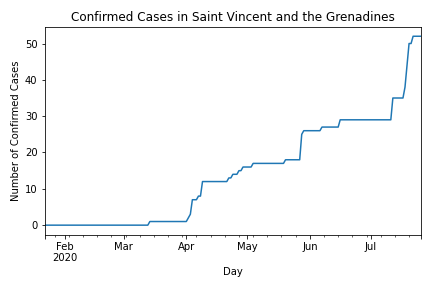 Confirmed Cases in Saint Vincent and the Grenadines
Number of Confirmed Cases
50
40
30
20
10
0
Feb Mar Apr May Jun Jul
2020
Day